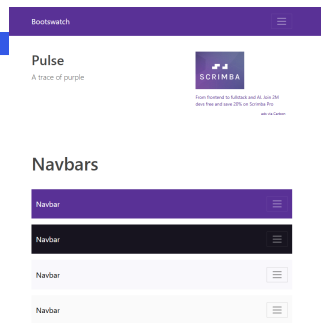 Bootswatch
Pulse
A trace of purple
SCRIMBA
From frontend to fullstack and AI. Join 2M
devs free and save 20% on Scrimba Pro
ads via Carbon
Navbars
Navbar
Navbar
Navbar
Navbar